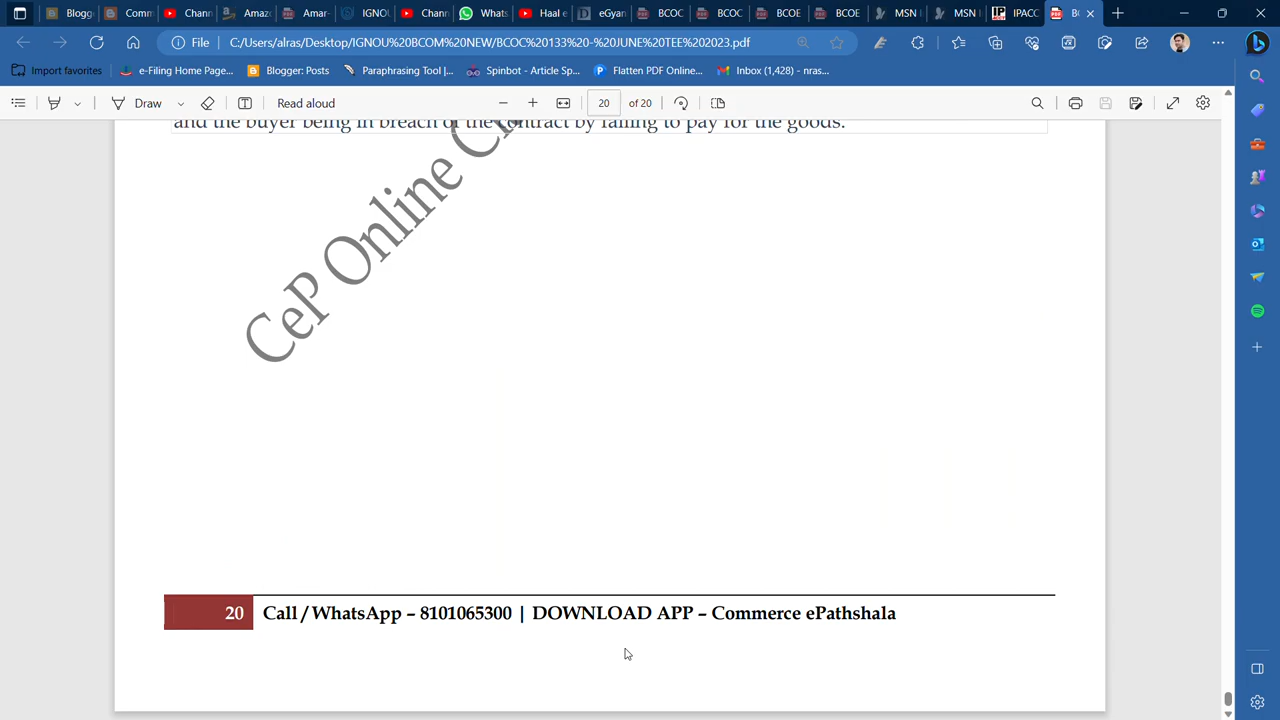 Blogg
Comm
Chann
Amaz
Amar-
IGNOU
Chann
Whats
Haal e
eGyan
BCOC
BCOC
BCOE
BCOE
MSN I
MSN I
IPACC
BC
File
C:/Users/alras/Desktop/IGNOU%20BCOM%20NEW/BCOC%20133%20-%20JUNE%20TEE%202023.pdf
Import favorites
e-Filing Home Page...
Blogger: Posts
Paraphrasing Tool |...
Spinbot - Article Sp...
Flatten PDF Online...
Inbox (1,428) - nras...
Draw
Read aloud
20 of 20
and the buyer being in breach of the contract by failing to pay for the goods.
CeP Online Cl
20 Call / WhatsApp – 8101065300 | DOWNLOAD APP – Commerce ePathshala